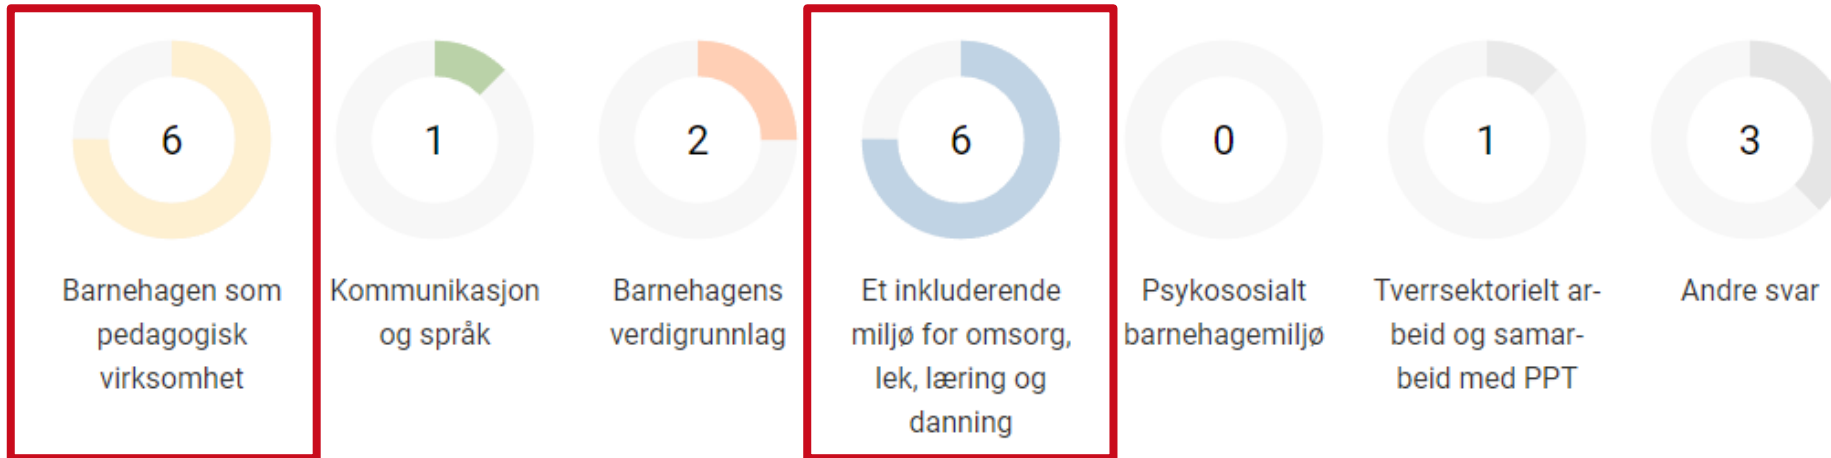 6
Barnehagen som
pedagogisk
virksomhet
1
Kommunikasjon
og språk
2
Barnehagens
verdigrunnlag
6
Et inkluderende
miljø for omsorg,
lek, læring og
danning
0
Psykososialt
barnehagemiljø
1
Tverrsektorielt ar-
beid og samar-
beid med PPT
3
Andre svar